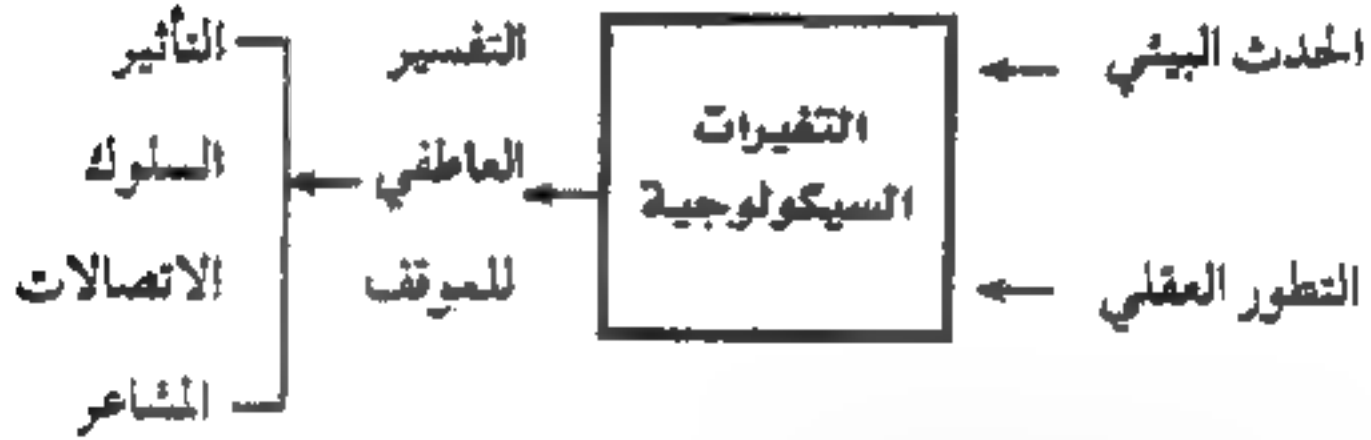 الحدث البيئي
التطور العقلي
التغيرات
السيكولوجية
التفسير
العاطفي
للموقف
التأثير
السلوك
الاتصالات
المشاعر